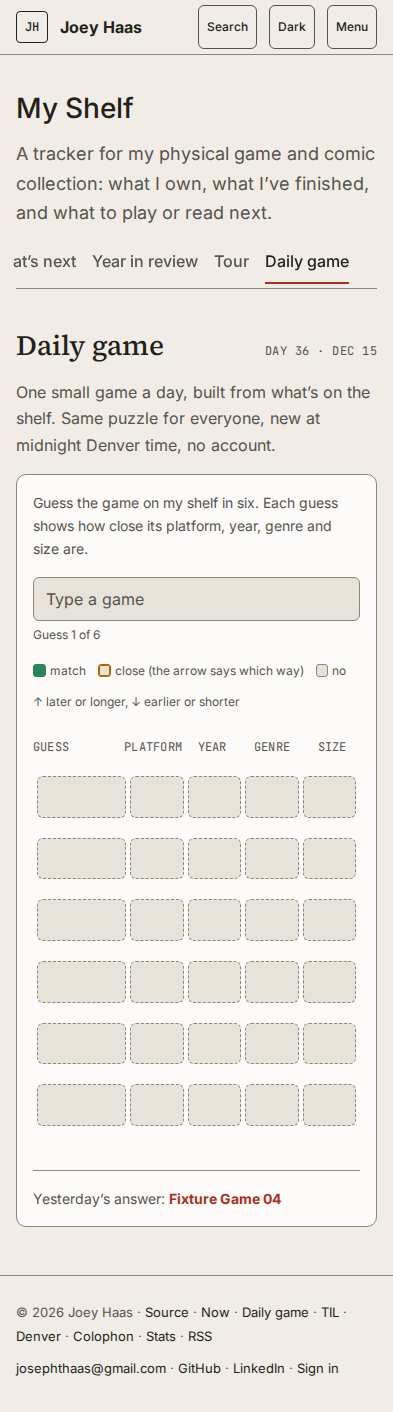 JH Joey Haas Search Dark Menu
My Shelf
A tracker for my physical game and comic
collection: what I own, what I’ve finished,
and what to play or read next.
at’s next Year in review Tour Daily game
Daily game DAY 36 · DEC 15
One small game a day, built from what’s on the
shelf. Same puzzle for everyone, new at
midnight Denver time, no account.
Guess the game on my shelf in six. Each guess
shows how close its platform, year, genre and
size are.
Type a game
Guess 1 of 6
match close (the arrow says which way) no
↑ later or longer, ↓ earlier or shorter
GUESS PLATFORM YEAR GENRE SIZE
Yesterday’s answer: Fixture Game 04
© 2026 Joey Haas · Source · Now · Daily game · TIL ·
Denver · Colophon · Stats · RSS
josephthaas@gmail.com · GitHub · LinkedIn · Sign in